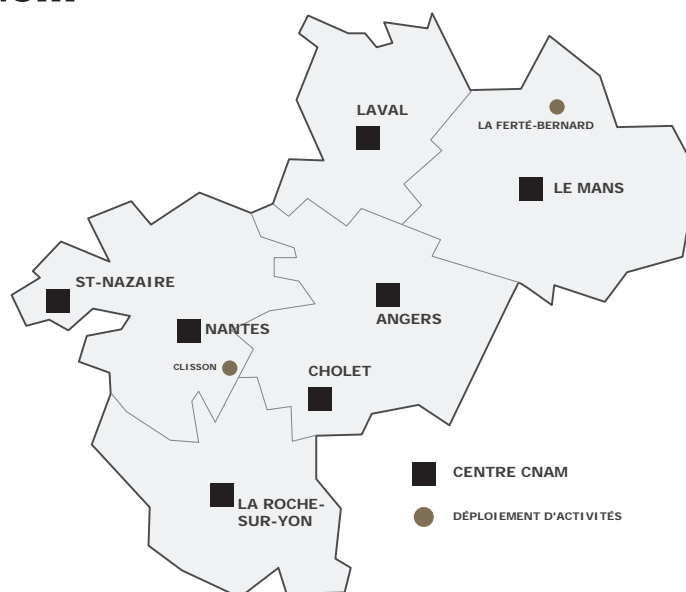 LAVAL
LA FERTÉ-BERNARD
LE MANS
ST-NAZAIRE
ANGERS
NANTES
CLISSON
CHOLET
CENTRE CNAM
LA ROCHE-
SUR-YON
DÉPLOIEMENT D'ACTIVITÉS